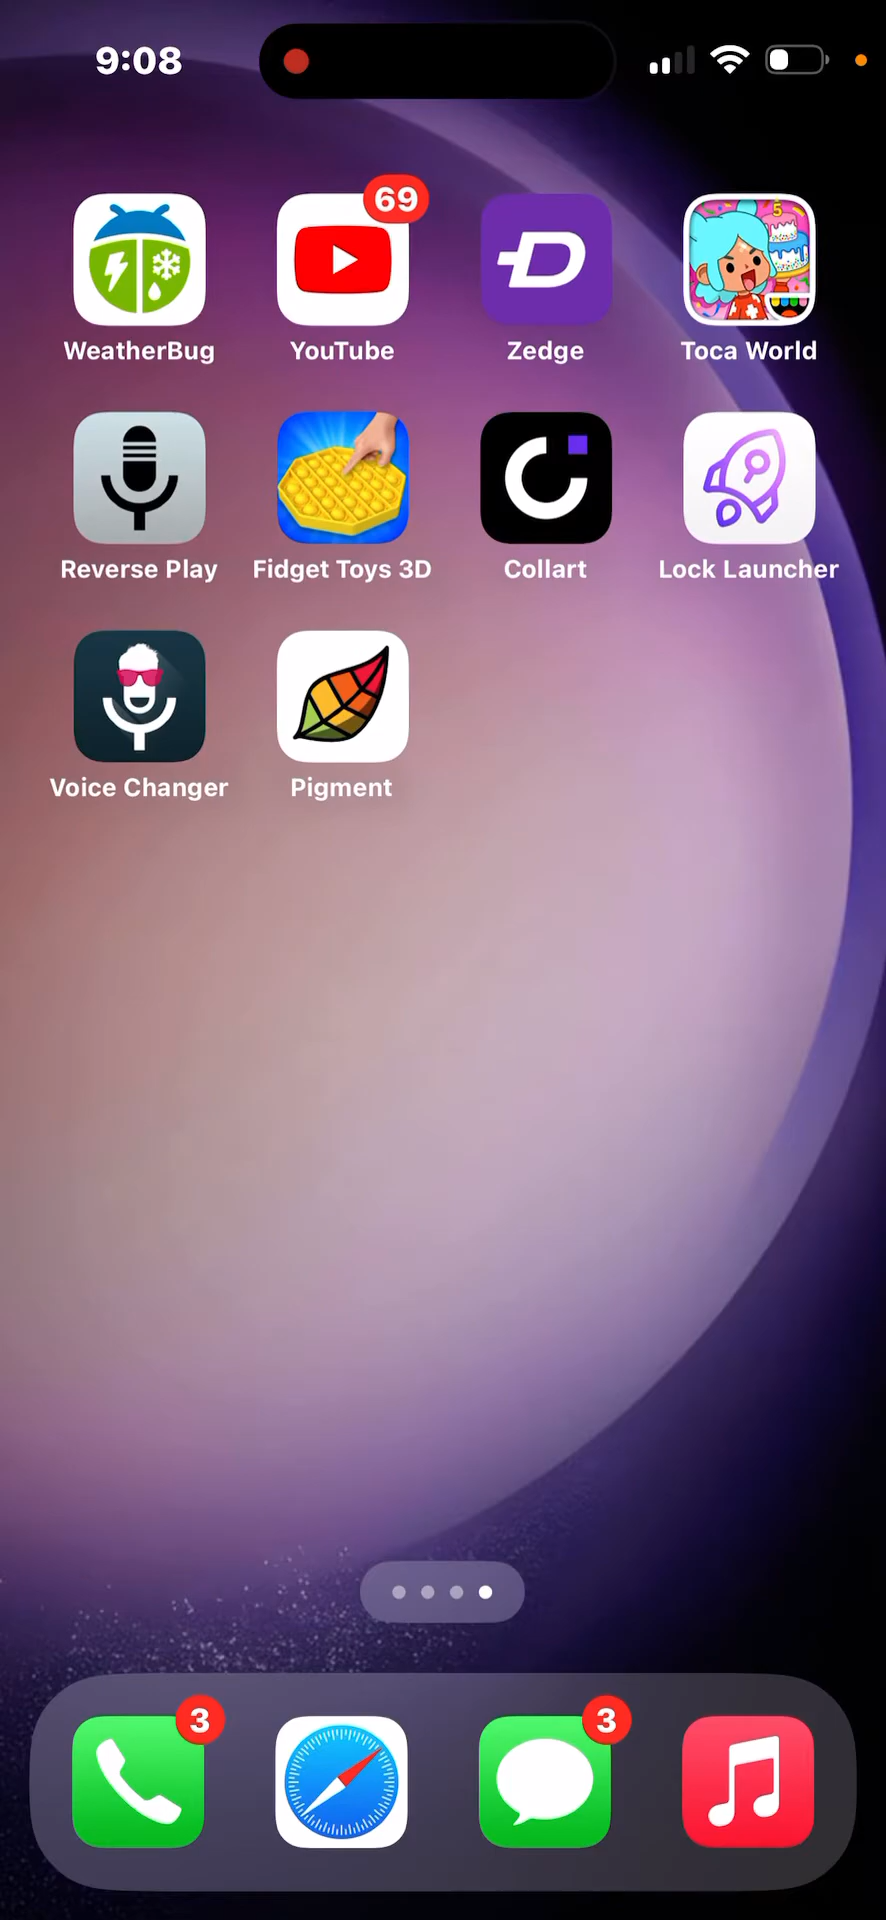 9:08
69
WeatherBug
YouTube
Zedge
Toca World
Reverse Play
Fidget Toys 3D
Collart
Lock Launcher
Voice Changer
Pigment
3
3